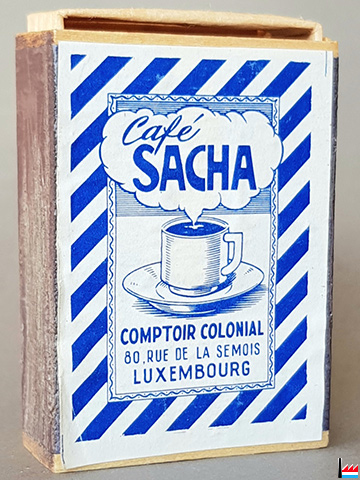 Café
SACHA
COMPTOIR COLONIAL
80, RUE DE LA SEMOIS
LUXEMBOURG